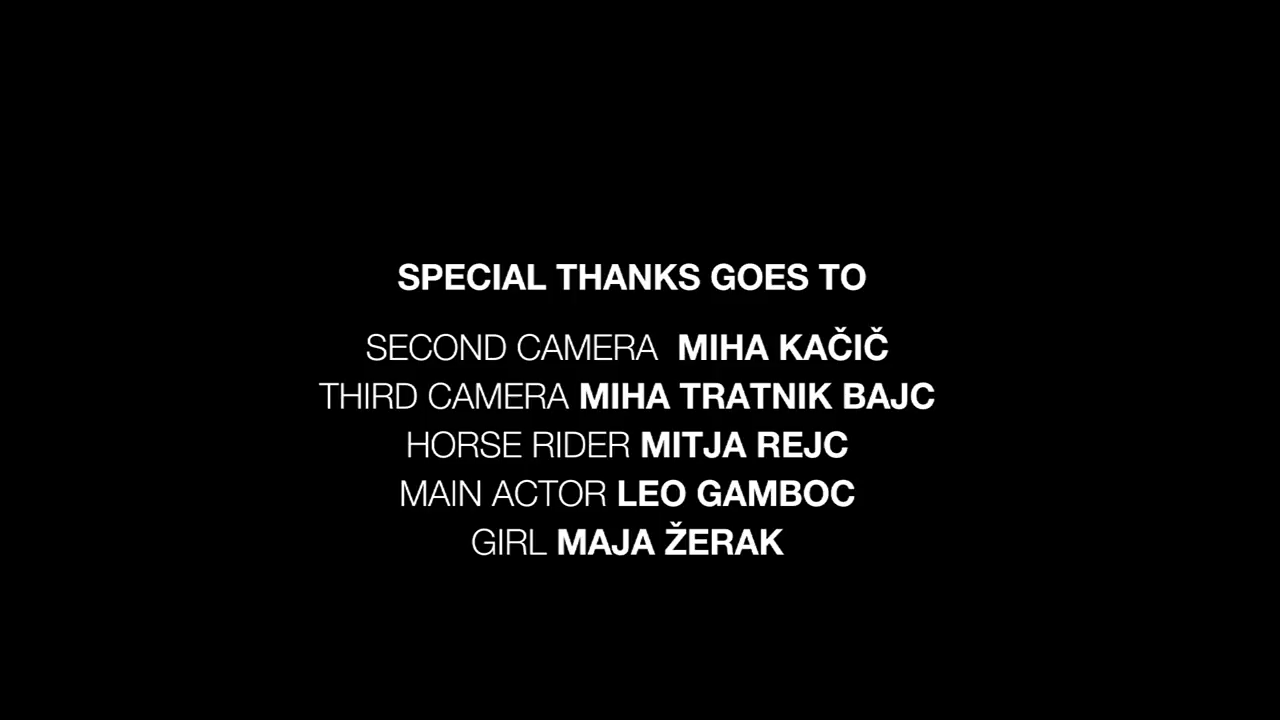 SPECIAL THANKS GOES TO
SECOND CAMERA MIHA KAČIČ
THIRD CAMERA MIHA TRATNIK BAJC
HORSE RIDER MITJA REJC
MAIN ACTOR LEO GAMBOC
GIRL MAJA ŽERAK